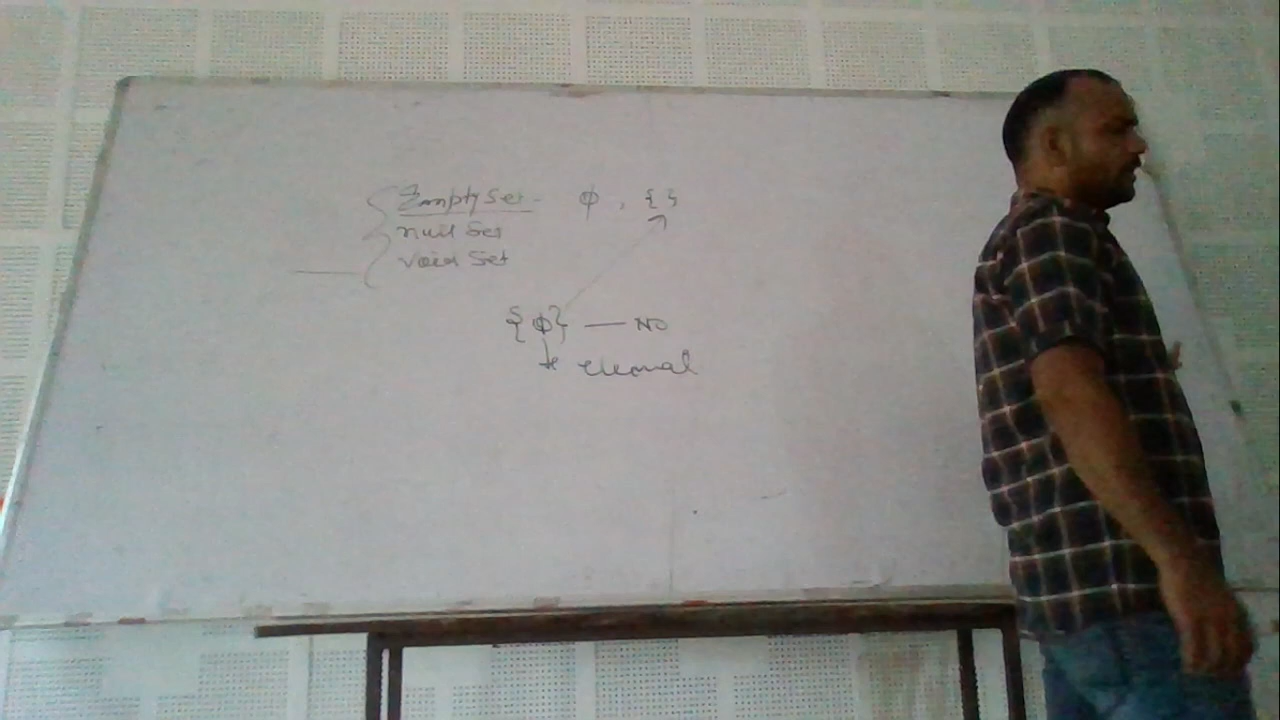 Empty Set - ϕ , { }
null Set
Void Set
{ϕ} — NO
element